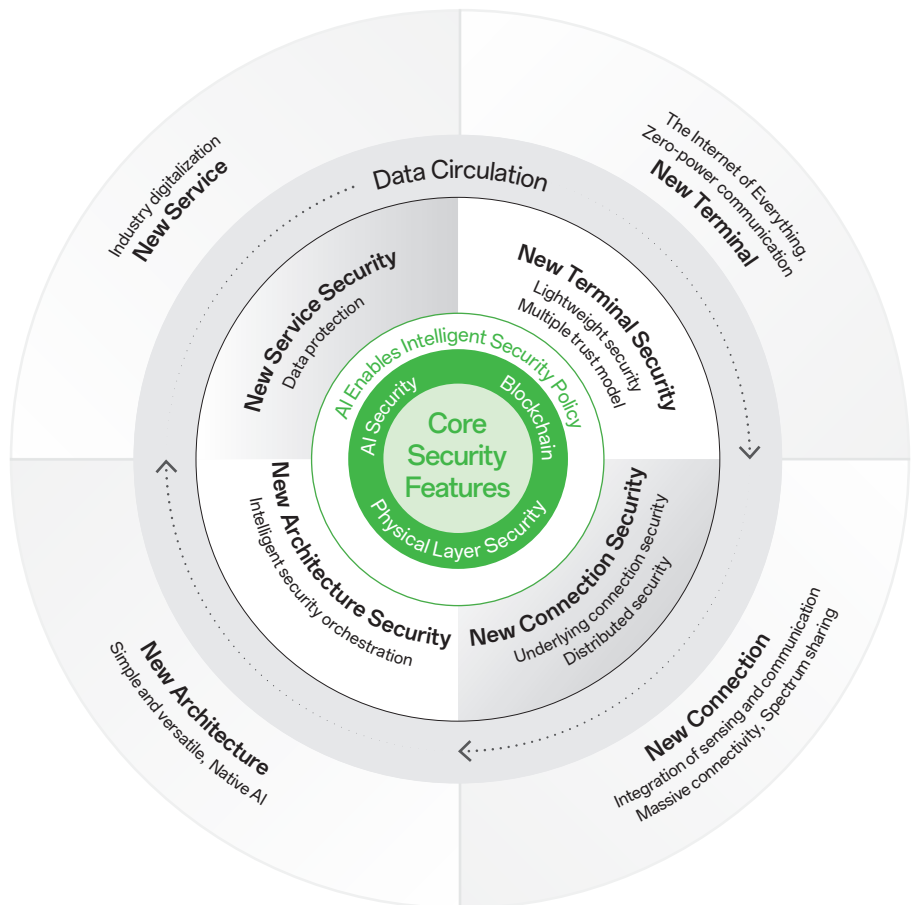 Industry digitalization
New Service
The Internet of Everything,
Zero-power communication
New Terminal
Data Circulation
New Service Security
Data protection
New Terminal Security
Lightweight security
Multiple trust model
AI Enables Intelligent Security Policy
AI Security
Blockchain
Core
Security
Features
Physical Layer Security
New Architecture Security
Intelligent security orchestration
New Connection Security
Underlying connection security
Distributed security
New Architecture
Simple and versatile, Native AI
New Connection
Integration of sensing and communication
Massive connectivity, Spectrum sharing